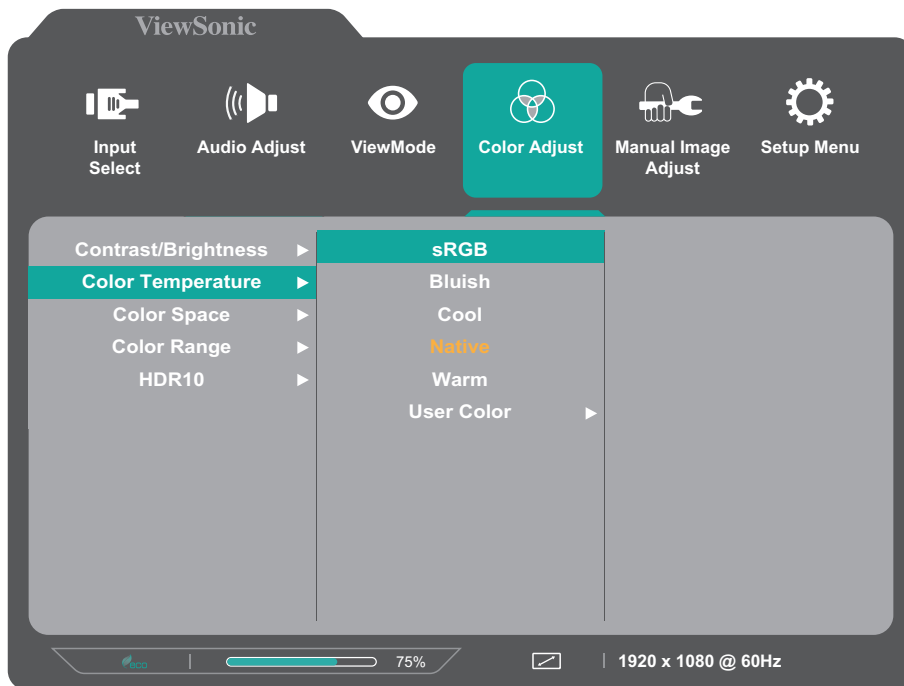 ViewSonic
Input
Select
Audio Adjust
ViewMode
Color Adjust
Manual Image
Adjust
Setup Menu
Contrast/Brightness
Color Temperature
Color Space
Color Range
HDR10
sRGB
Bluish
Cool
Native
Warm
User Color
eco
75%
1920 x 1080 @ 60Hz